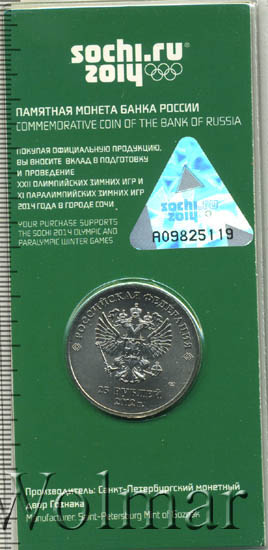 sochi.ru
2014
ПАМЯТНАЯ МОНЕТА БАНКА РОССИИ
COMMEMORATIVE COIN OF THE BANK OF RUSSIA
ПОКУПАЯ ОФИЦИАЛЬНУЮ ПРОДУКЦИЮ,
ВЫ ВНОСИТЕ ВКЛАД В ПОДГОТОВКУ
И ПРОВЕДЕНИЕ
XXII ОЛИМПИЙСКИХ ЗИМНИХ ИГР И
XI ПАРАЛИМПИЙСКИХ ЗИМНИХ ИГР
2014 ГОДА В ГОРОДЕ СОЧИ
YOUR PURCHASE SUPPORTS
THE SOCHI 2014 OLYMPIC AND
PARALYMPIC WINTER GAMES
sochi.ru
2014
A09825119
РОССИЙСКАЯ ФЕДЕРАЦИЯ
25 РУБЛЕЙ
2012 г.
Производитель: Санкт-Петербургский монетный
двор Гознака
Manufacturer: Saint-Petersburg Mint of Goznak
Wolmar